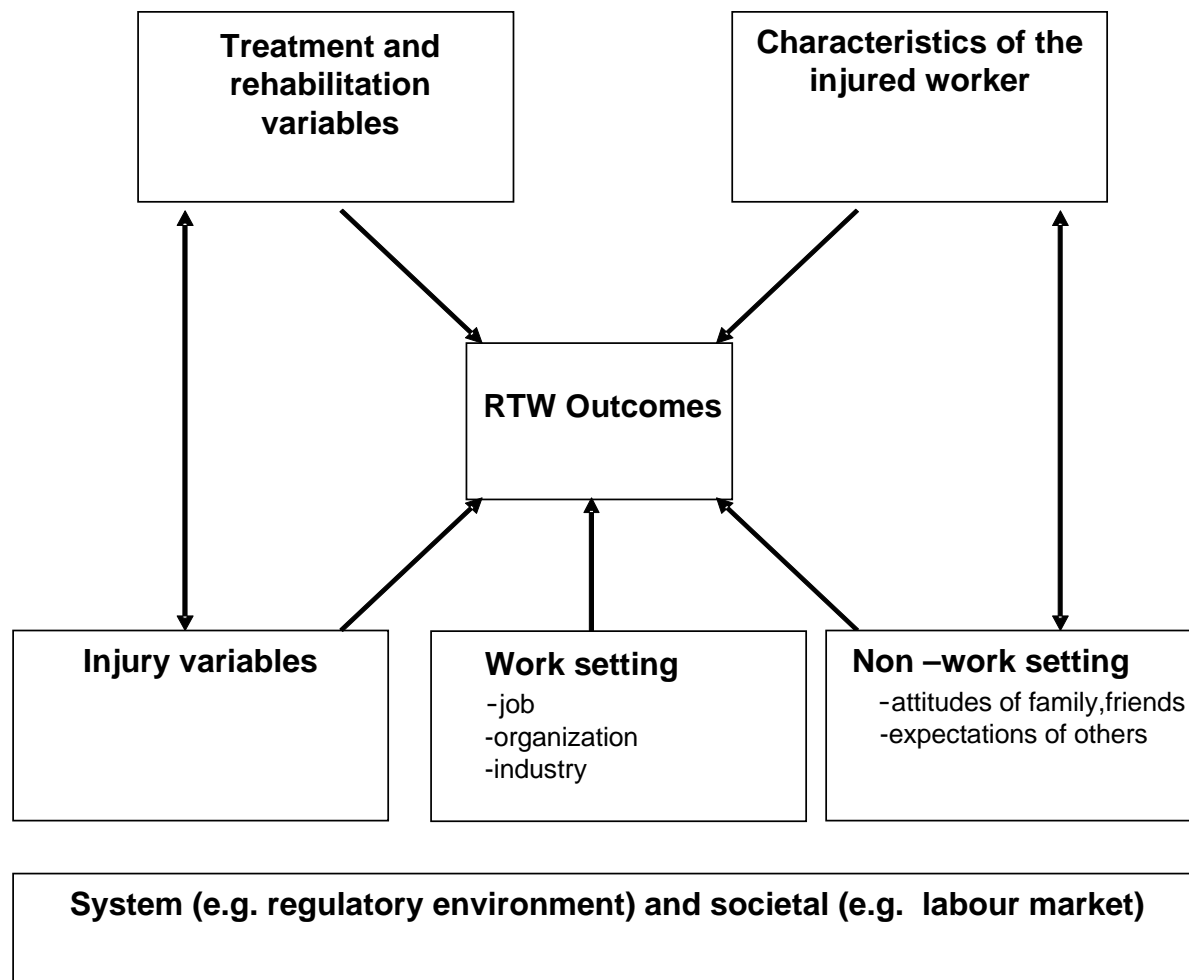 Treatment and
rehabilitation
variables
Characteristics of the
injured worker
RTW Outcomes
Injury variables
Work setting
-job
-organization
-industry
Non –work setting
-attitudes of family,friends
-expectations of others
System (e.g. regulatory environment) and societal (e.g. labour market)